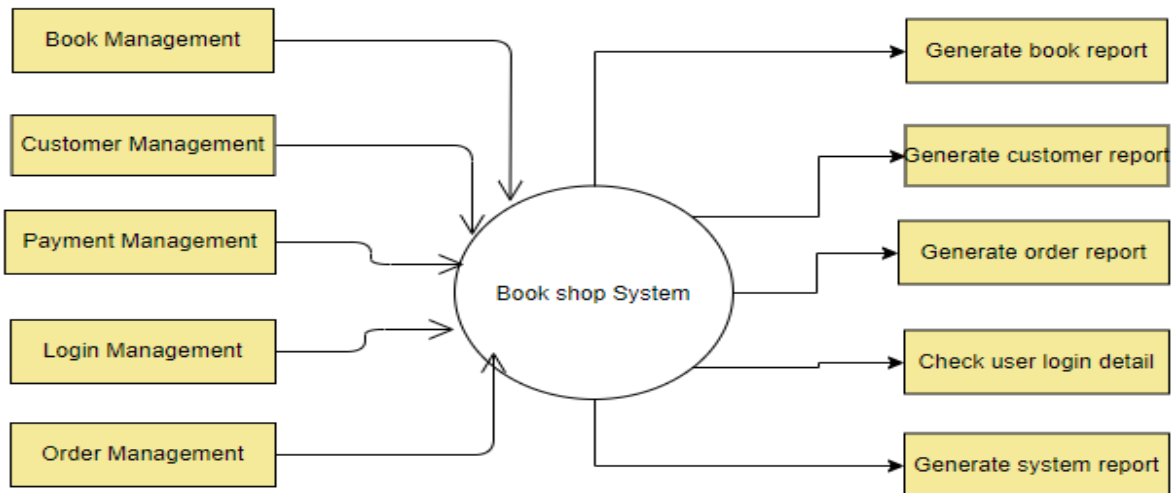 Book Management
Customer Management
Payment Management
Login Management
Order Management
Book shop System
Generate book report
Generate customer report
Generate order report
Check user login detail
Generate system report